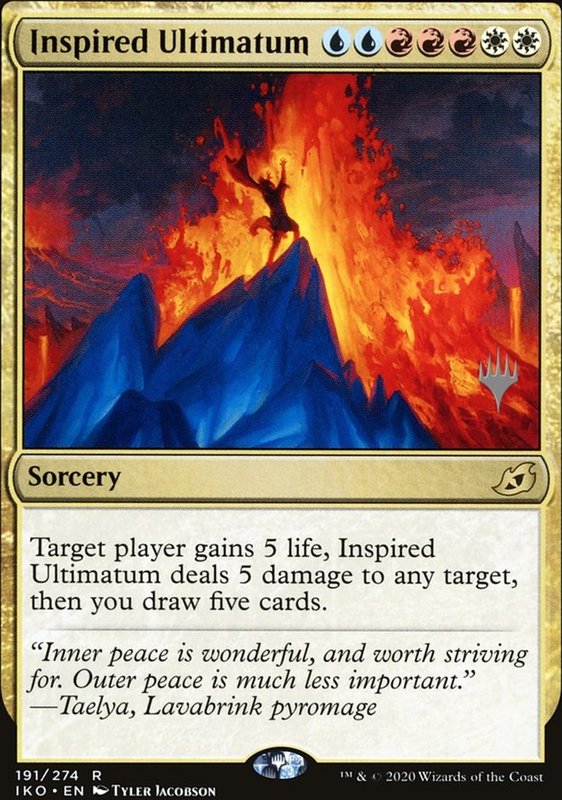 Inspired Ultimatum
Sorcery
Target player gains 5 life, Inspired
Ultimatum deals 5 damage to any target,
then you draw five cards.
“Inner peace is wonderful, and worth striving
for. Outer peace is much less important.”
—Taelya, Lavabrink pyromage
191/274 R
IKO • EN Tyler Jacobson
™ & © 2020 Wizards of the Coast